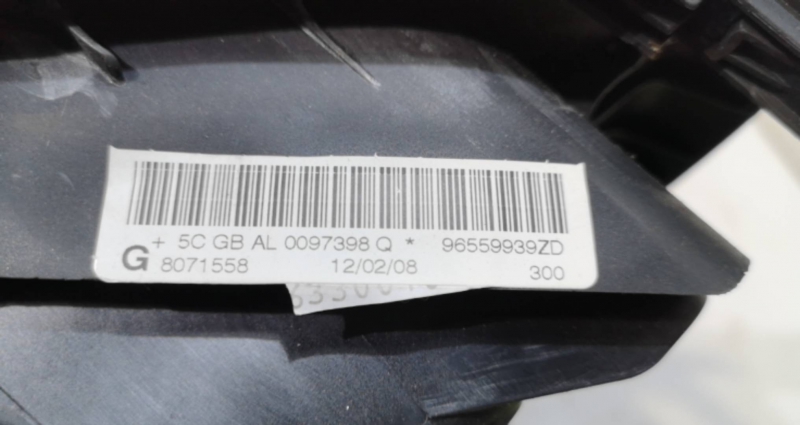 + 5C GB AL 0097398 Q * 96559939ZD
G 8071558 12/02/08 300